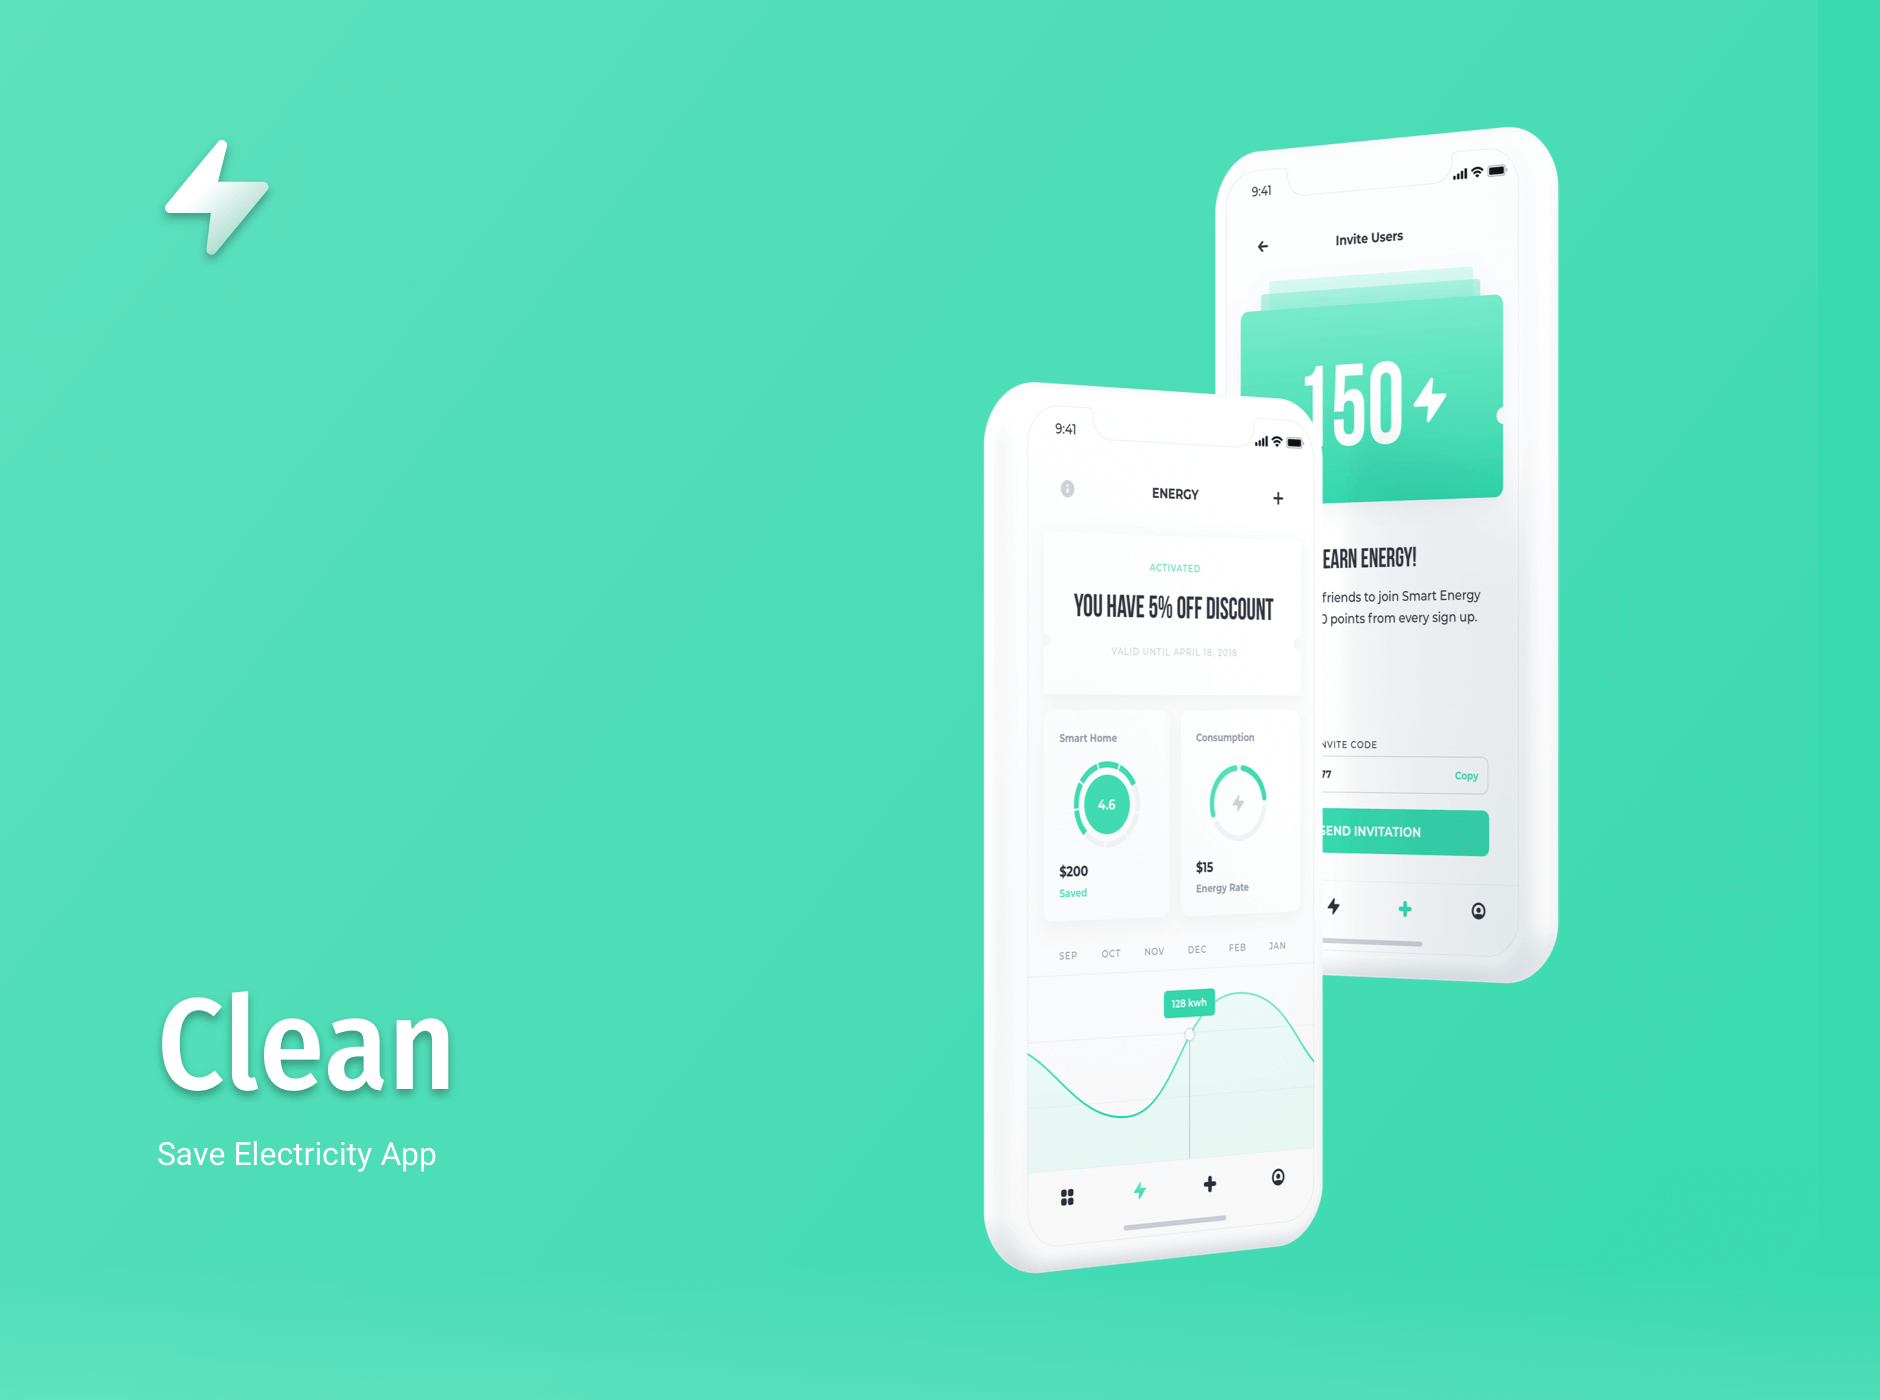 Clean
Save Electricity App
9:41
ENERGY
ACTIVATED
YOU HAVE 5% OFF DISCOUNT
VALID UNTIL APRIL 18, 2018
Smart Home
4.6
$200
Saved
Consumption
$15
Energy Rate
SEP OCT NOV DEC FEB JAN
128 kwh
9:41
Invite Users
150
EARN ENERGY!
friends to join Smart Energy
points from every sign up.
CODE
77
Copy
SEND INVITATION